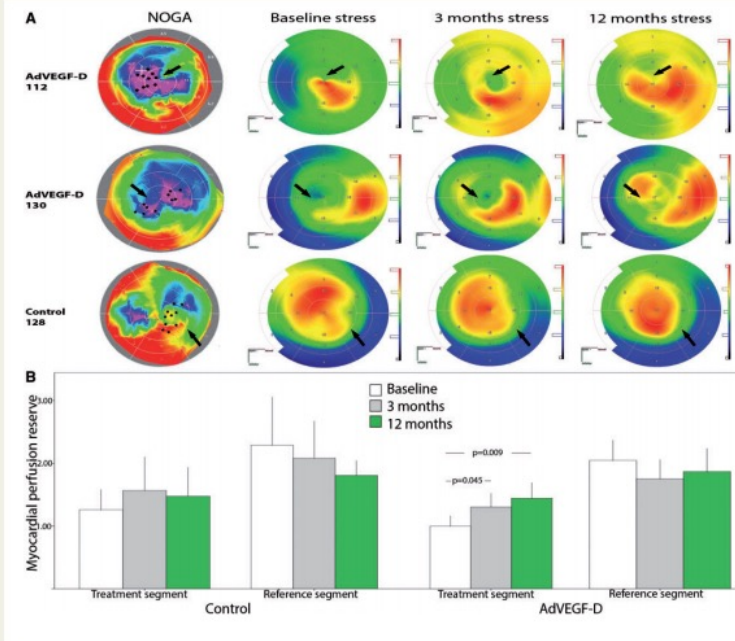 A
NOGA Baseline stress 3 months stress 12 months stress
AdVEGF-D
112
AdVEGF-D
130
Control
128
B
Myocardial perfusion reserve
Baseline
3 months
12 months
3.00
2.00
1.00
p=0.009
p=0.045
Treatment segment Reference segment Treatment segment Reference segment
Control AdVEGF-D